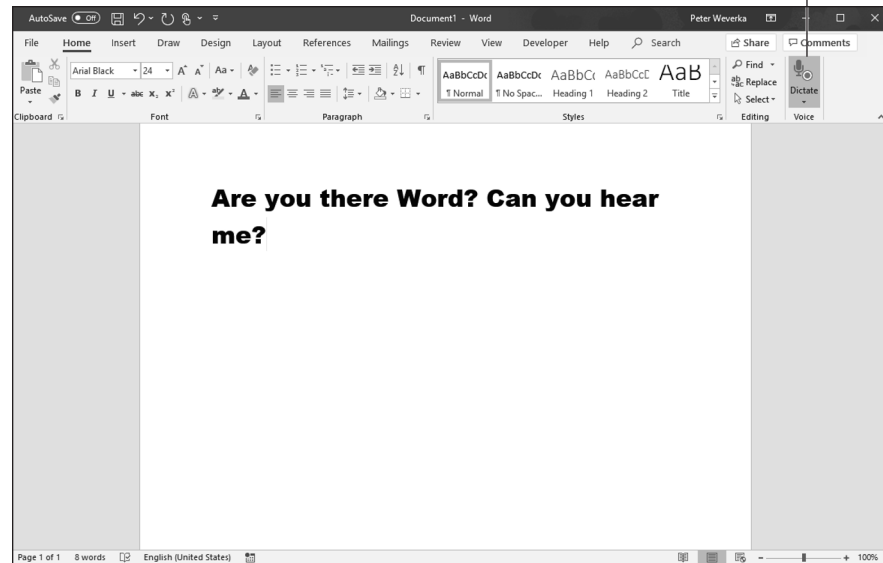 AutoSave Off Document1 - Word Peter Weverka
File Home Insert Draw Design Layout References Mailings Review View Developer Help Search Share Comments
Paste
Arial Black 24 A A Aa
B I U abc X₂ X² A aby A
AaBbCcDc AaBbCcDc AaBbCc AaBbCcE AaB
¶ Normal ¶ No Spac... Heading 1 Heading 2 Title
Find
Replace
Select
Dictate
Clipboard Font Paragraph Styles Editing Voice
Are you there Word? Can you hear
me?
Page 1 of 1 8 words English (United States) 100%